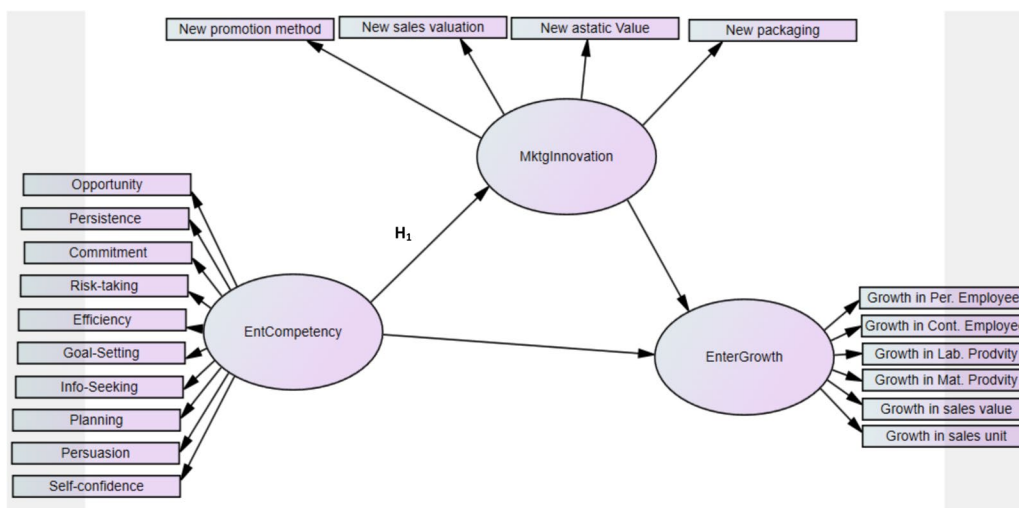 New promotion method
New sales valuation
New astatic Value
New packaging
MktgInnovation
Opportunity
Persistence
Commitment
Risk-taking
Efficiency
Goal-Setting
Info-Seeking
Planning
Persuasion
Self-confidence
H₁
EntCompetency
EnterGrowth
Growth in Per. Employee
Growth in Cont. Employee
Growth in Lab. Prodvity
Growth in Mat. Prodvity
Growth in sales value
Growth in sales unit